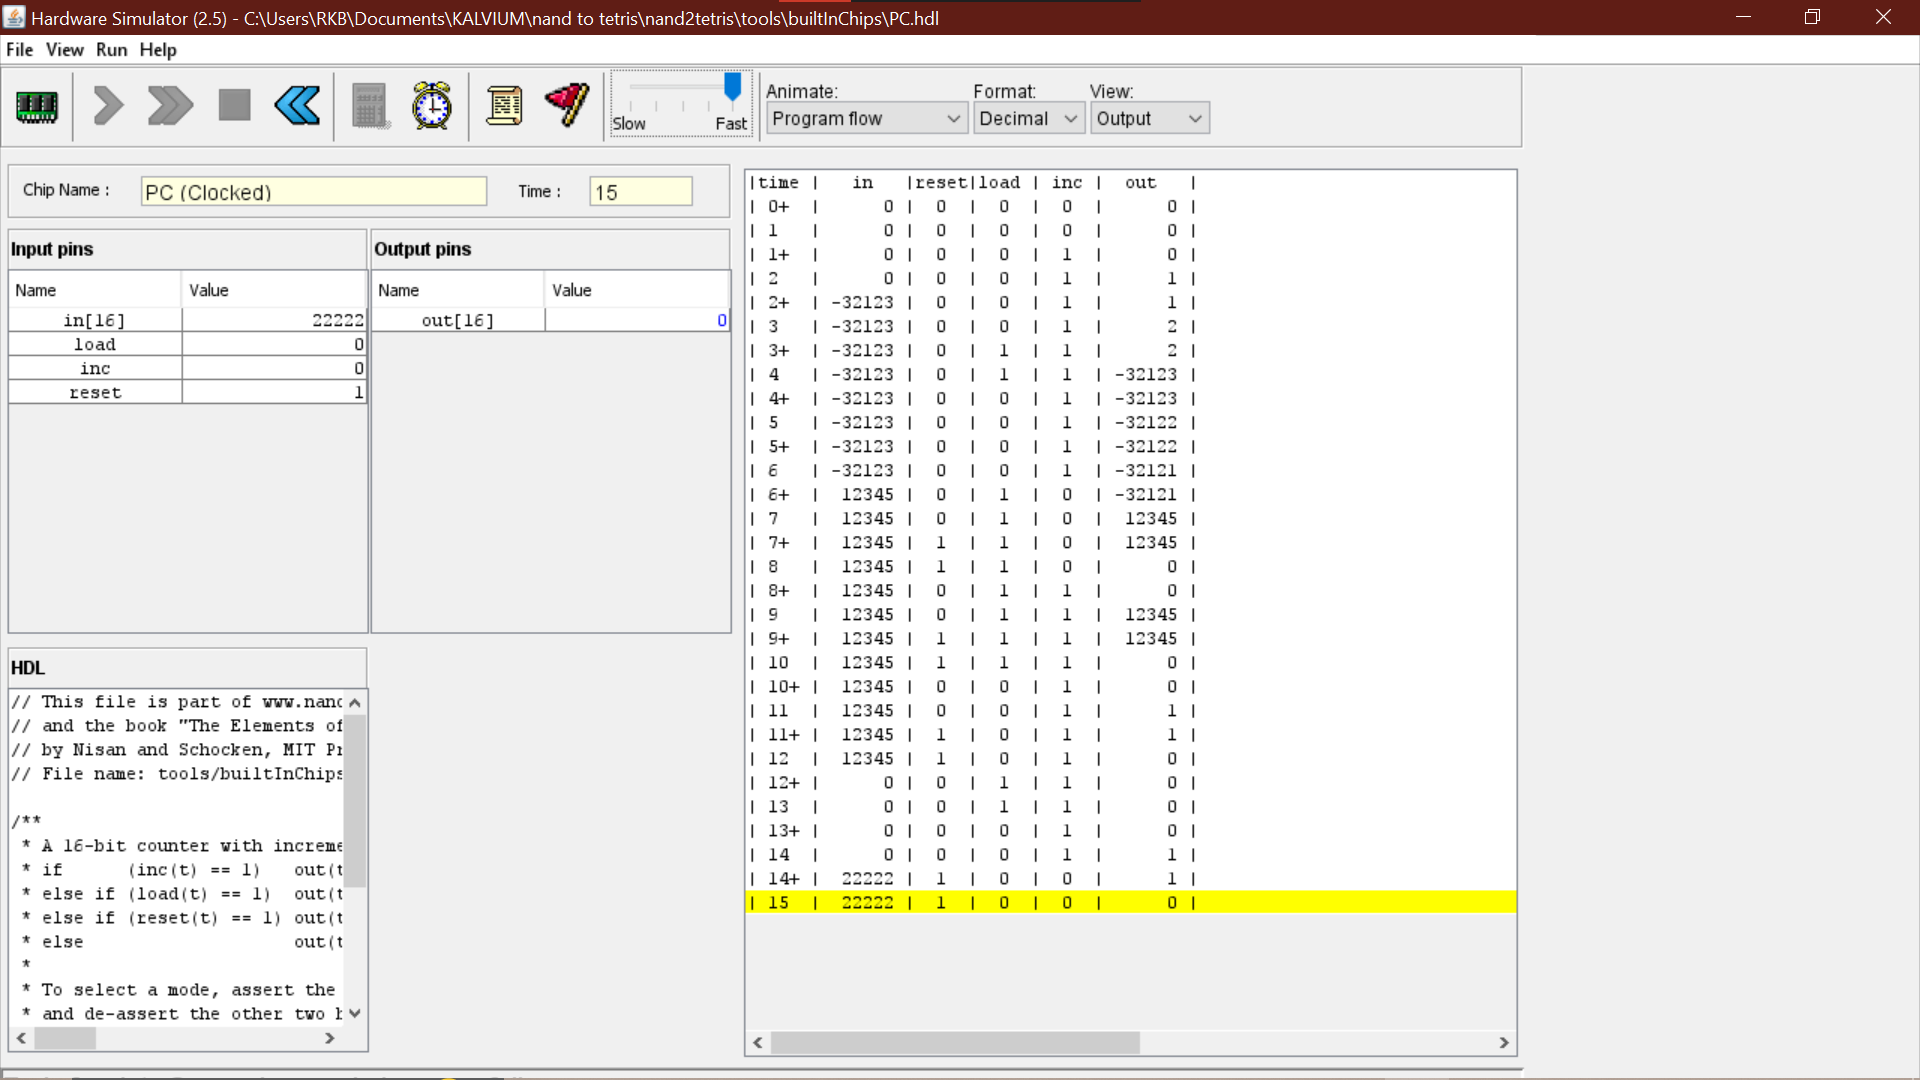 Hardware Simulator (2.5) - C:\Users\RKB\Documents\KALVIUM\nand to tetris\nand2tetris\tools\builtInChips\PC.hdl
File View Run Help
Slow Fast
Animate: Format: View:
Program flow Decimal Output
Chip Name : PC (Clocked) Time : 15
Input pins
Name Value
in[16] 22222
load 0
inc 0
reset 1
Output pins
Name Value
out[16] 0
HDL
// This file is part of www.nand
// and the book "The Elements of
// by Nisan and Schocken, MIT Pr
// File name: tools/builtInChips
/**
* A 16-bit counter with increme
* if (inc(t) == 1) out(t
* else if (load(t) == 1) out(t
* else if (reset(t) == 1) out(t
* else out(t
*
* To select a mode, assert the
* and de-assert the other two b
|time | in |reset|load | inc | out |
| 0+ | 0 | 0 | 0 | 0 | 0 |
| 1 | 0 | 0 | 0 | 0 | 0 |
| 1+ | 0 | 0 | 0 | 1 | 0 |
| 2 | 0 | 0 | 0 | 1 | 1 |
| 2+ | -32123 | 0 | 0 | 1 | 1 |
| 3 | -32123 | 0 | 0 | 1 | 2 |
| 3+ | -32123 | 0 | 1 | 1 | 2 |
| 4 | -32123 | 0 | 1 | 1 | -32123 |
| 4+ | -32123 | 0 | 0 | 1 | -32123 |
| 5 | -32123 | 0 | 0 | 1 | -32122 |
| 5+ | -32123 | 0 | 0 | 1 | -32122 |
| 6 | -32123 | 0 | 0 | 1 | -32121 |
| 6+ | 12345 | 0 | 1 | 0 | -32121 |
| 7 | 12345 | 0 | 1 | 0 | 12345 |
| 7+ | 12345 | 1 | 1 | 0 | 12345 |
| 8 | 12345 | 1 | 1 | 0 | 0 |
| 8+ | 12345 | 0 | 1 | 1 | 0 |
| 9 | 12345 | 0 | 1 | 1 | 12345 |
| 9+ | 12345 | 1 | 1 | 1 | 12345 |
| 10 | 12345 | 1 | 1 | 1 | 0 |
| 10+ | 12345 | 0 | 0 | 1 | 0 |
| 11 | 12345 | 0 | 0 | 1 | 1 |
| 11+ | 12345 | 1 | 0 | 1 | 1 |
| 12 | 12345 | 1 | 0 | 1 | 0 |
| 12+ | 0 | 0 | 1 | 1 | 0 |
| 13 | 0 | 0 | 1 | 1 | 0 |
| 13+ | 0 | 0 | 0 | 1 | 0 |
| 14 | 0 | 0 | 0 | 1 | 1 |
| 14+ | 22222 | 1 | 0 | 0 | 1 |
| 15 | 22222 | 1 | 0 | 0 | 0 |